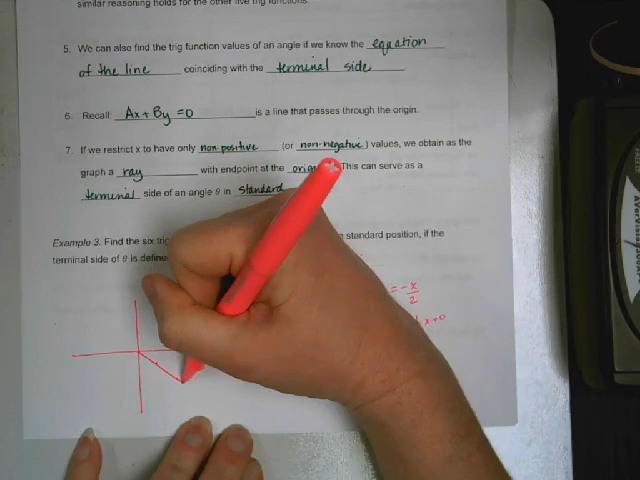 similar reasoning holds for the other five trig functions.
5. We can also find the trig function values of an angle if we know the equation
of the line coinciding with the terminal side
6. Recall: Ax + By = 0 is a line that passes through the origin.
7. If we restrict x to have only non-positive (or non-negative) values, we obtain as the
graph a ray with endpoint at the This can serve as a
terminal side of an angle θ in standard
Example 3. Find the six standard position, if the
terminal side of θ is
= -x/2
x+0